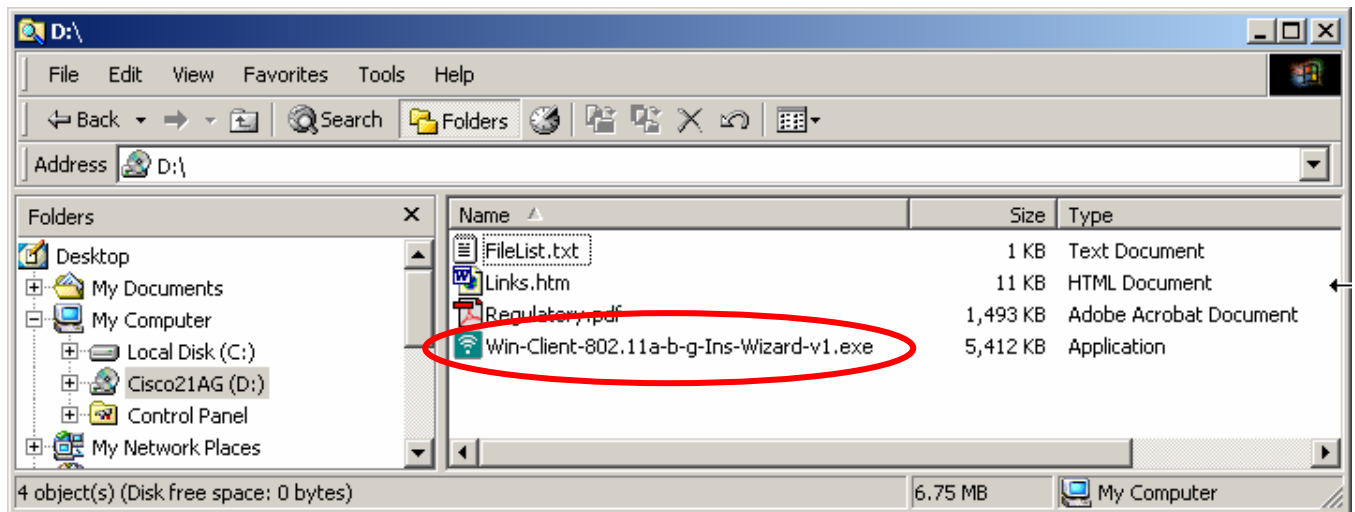 D:\
File Edit View Favorites Tools Help
Back Search Folders
Address D:\
Folders
Desktop
My Documents
My Computer
Local Disk (C:)
Cisco21AG (D:)
Control Panel
My Network Places
Name Size Type
FileList.txt 1 KB Text Document
Links.htm 11 KB HTML Document
Regulatory.pdf 1,493 KB Adobe Acrobat Document
Win-Client-802.11a-b-g-Ins-Wizard-v1.exe 5,412 KB Application
4 object(s) (Disk free space: 0 bytes) 6.75 MB My Computer